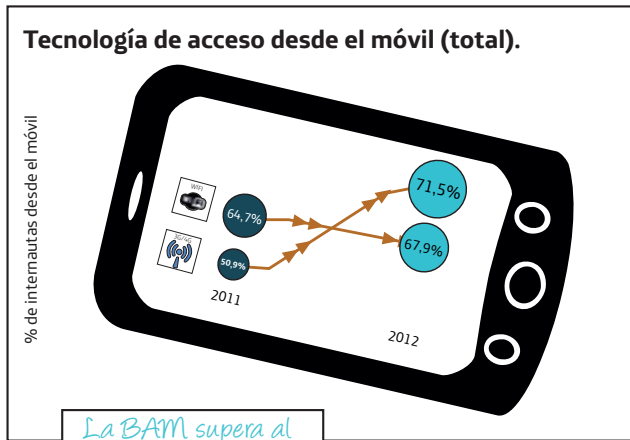 Tecnología de acceso desde el móvil (total).
% de internautas desde el móvil
WIFI
64,7%
71,5%
3G/4G
50,9%
67,9%
2011
2012
La BAM supera al